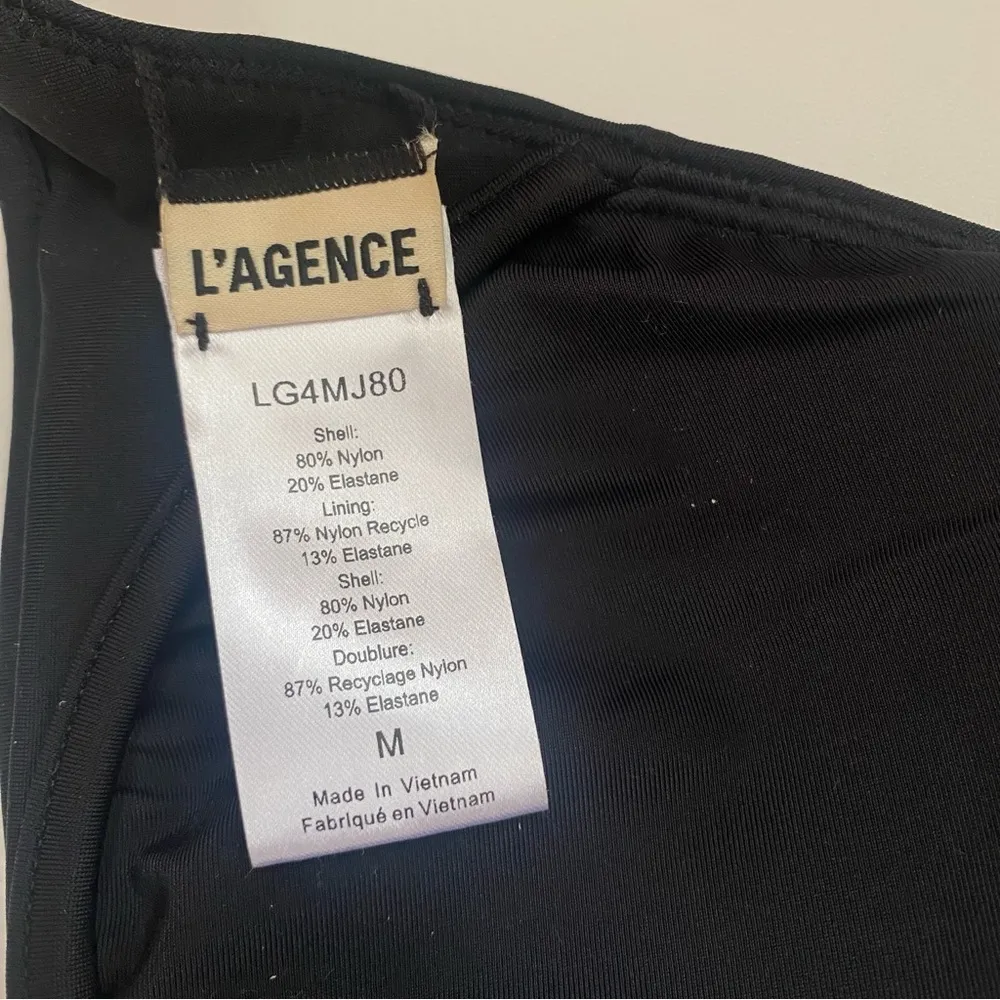 L'AGENCE
LG4MJ80
Shell:
80% Nylon
20% Elastane
Lining:
87% Nylon Recycle
13% Elastane
Shell:
80% Nylon
20% Elastane
Doublure:
87% Recyclage Nylon
13% Elastane
M
Made In Vietnam
Fabriqué en Vietnam